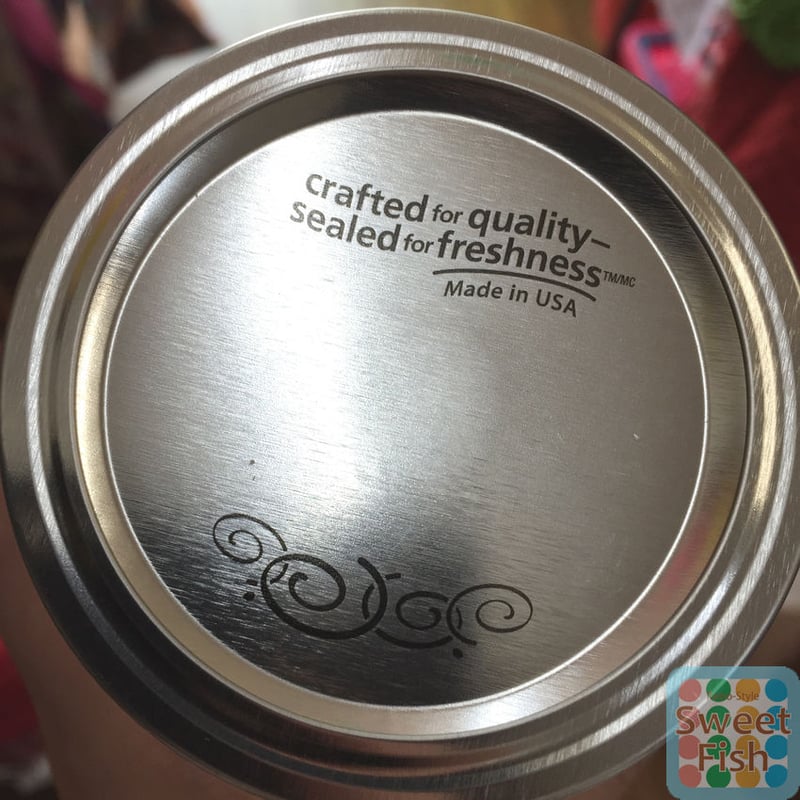 crafted for quality—
sealed for freshness™/MC
Made in USA
Sweet
Fish